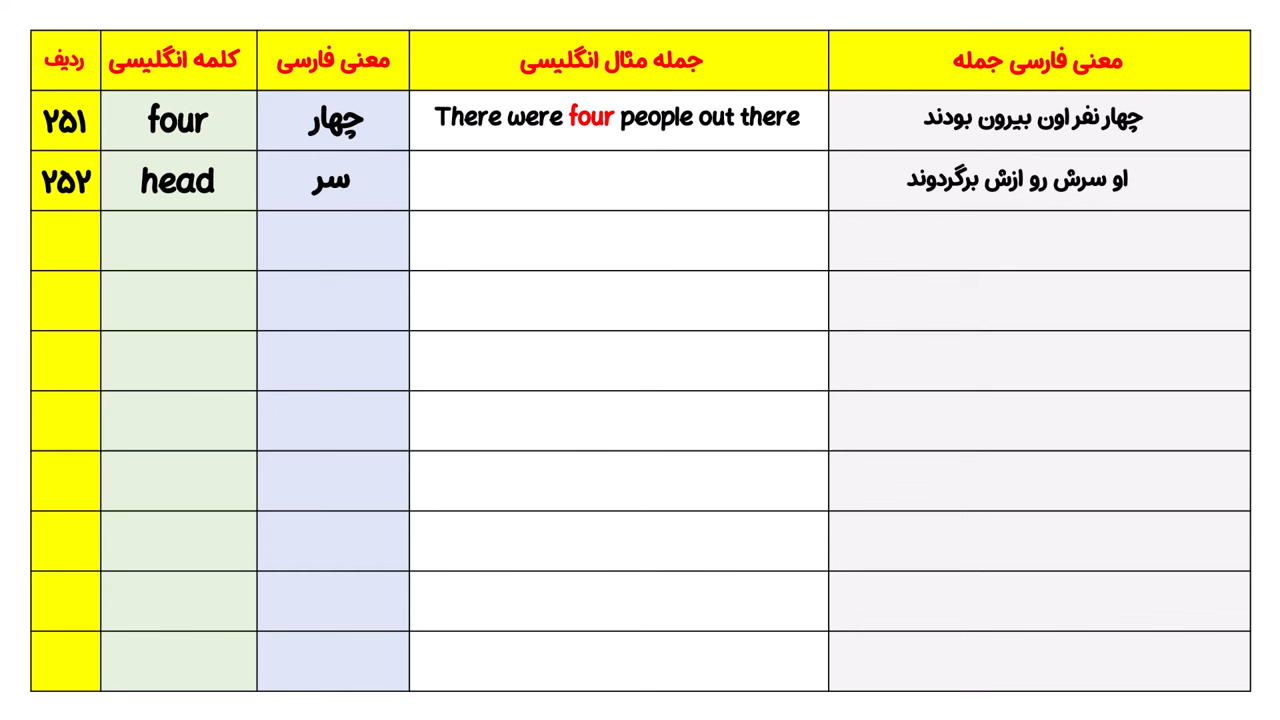 ردیف کلمه انگلیسی معنی فارسی جمله مثال انگلیسی معنی فارسی جمله
۲۵۱ four چهار There were four people out there چهار نفر اون بیرون بودند
۲۵۲ head سر او سرش رو ازش برگردوند